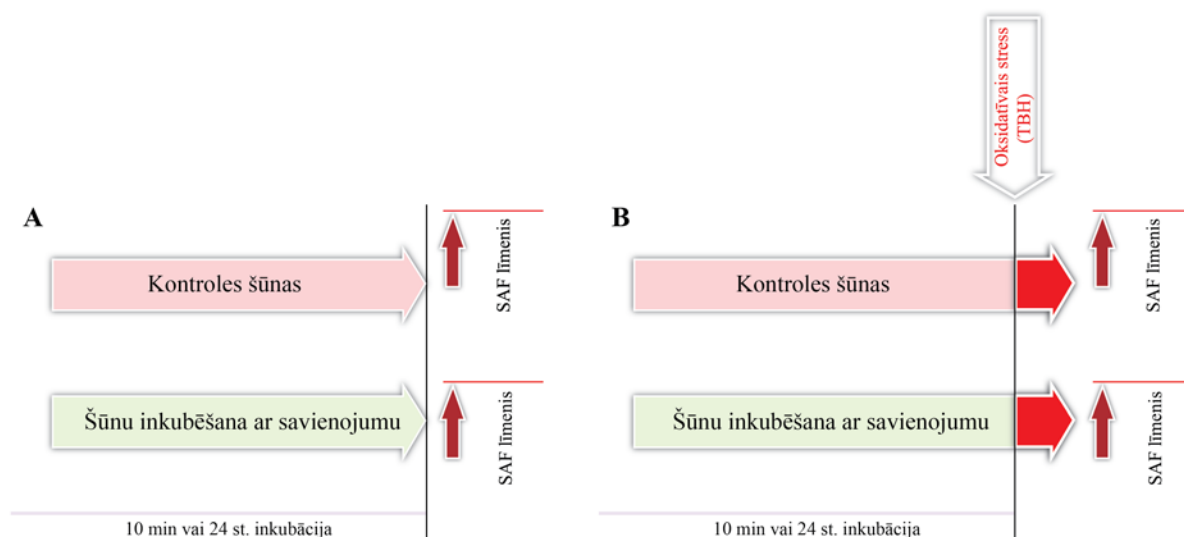 A
Kontroles šūnas
SAF līmenis
Šūnu inkubēšana ar savienojumu
SAF līmenis
10 min vai 24 st. inkubācija
Oksidatīvais stress
(TBH)
B
Kontroles šūnas
SAF līmenis
Šūnu inkubēšana ar savienojumu
SAF līmenis
10 min vai 24 st. inkubācija